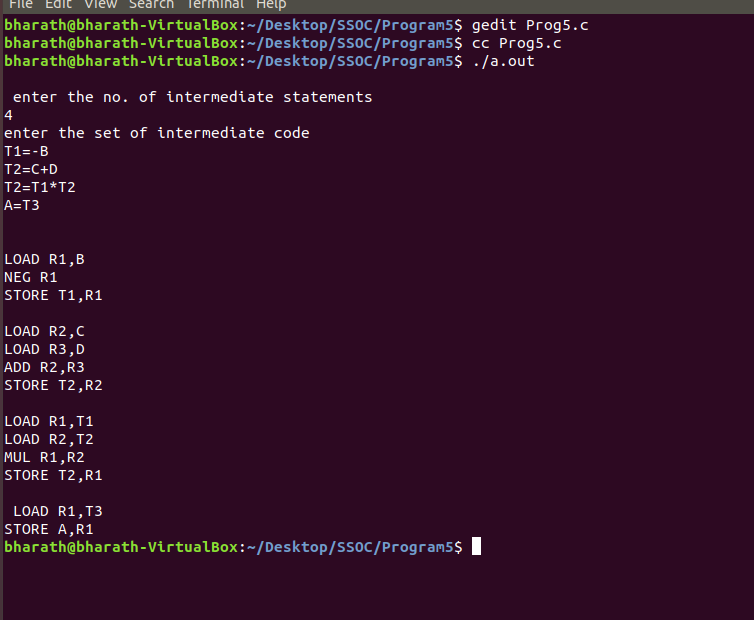 File Edit View Search Terminal Help
bharath@bharath-VirtualBox:~/Desktop/SSOC/Program5$ gedit Prog5.c
bharath@bharath-VirtualBox:~/Desktop/SSOC/Program5$ cc Prog5.c
bharath@bharath-VirtualBox:~/Desktop/SSOC/Program5$ ./a.out
enter the no. of intermediate statements
4
enter the set of intermediate code
T1=-B
T2=C+D
T2=T1*T2
A=T3
LOAD R1,B
NEG R1
STORE T1,R1
LOAD R2,C
LOAD R3,D
ADD R2,R3
STORE T2,R2
LOAD R1,T1
LOAD R2,T2
MUL R1,R2
STORE T2,R1
LOAD R1,T3
STORE A,R1
bharath@bharath-VirtualBox:~/Desktop/SSOC/Program5$